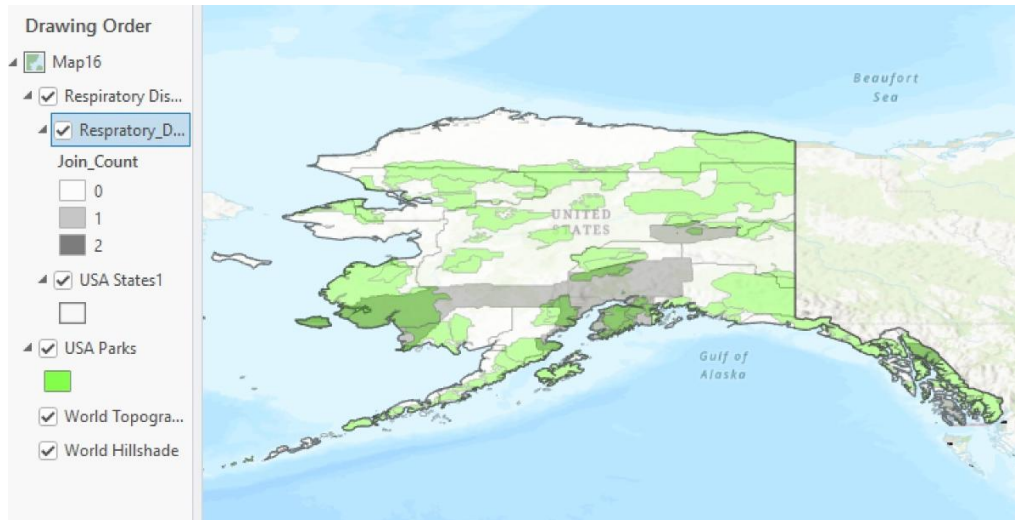 Drawing Order
Map16
Respiratory Dis...
Respratory_D...
Join_Count
0
1
2
USA States1
USA Parks
World Topogra...
World Hillshade
Beaufort
Sea
UNITED
STATES
Gulf of
Alaska